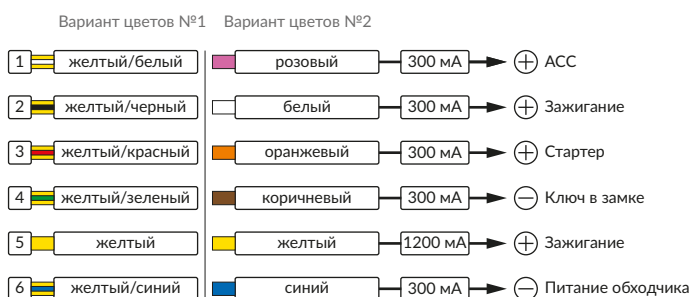 Вариант цветов №1 Вариант цветов №2
1 желтый/белый розовый 300 мА + ACC
2 желтый/черный белый 300 мА + Зажигание
3 желтый/красный оранжевый 300 мА + Стартер
4 желтый/зеленый коричневый 300 мА − Ключ в замке
5 желтый желтый 1200 мА + Зажигание
6 желтый/синий синий 300 мА − Питание обходчика